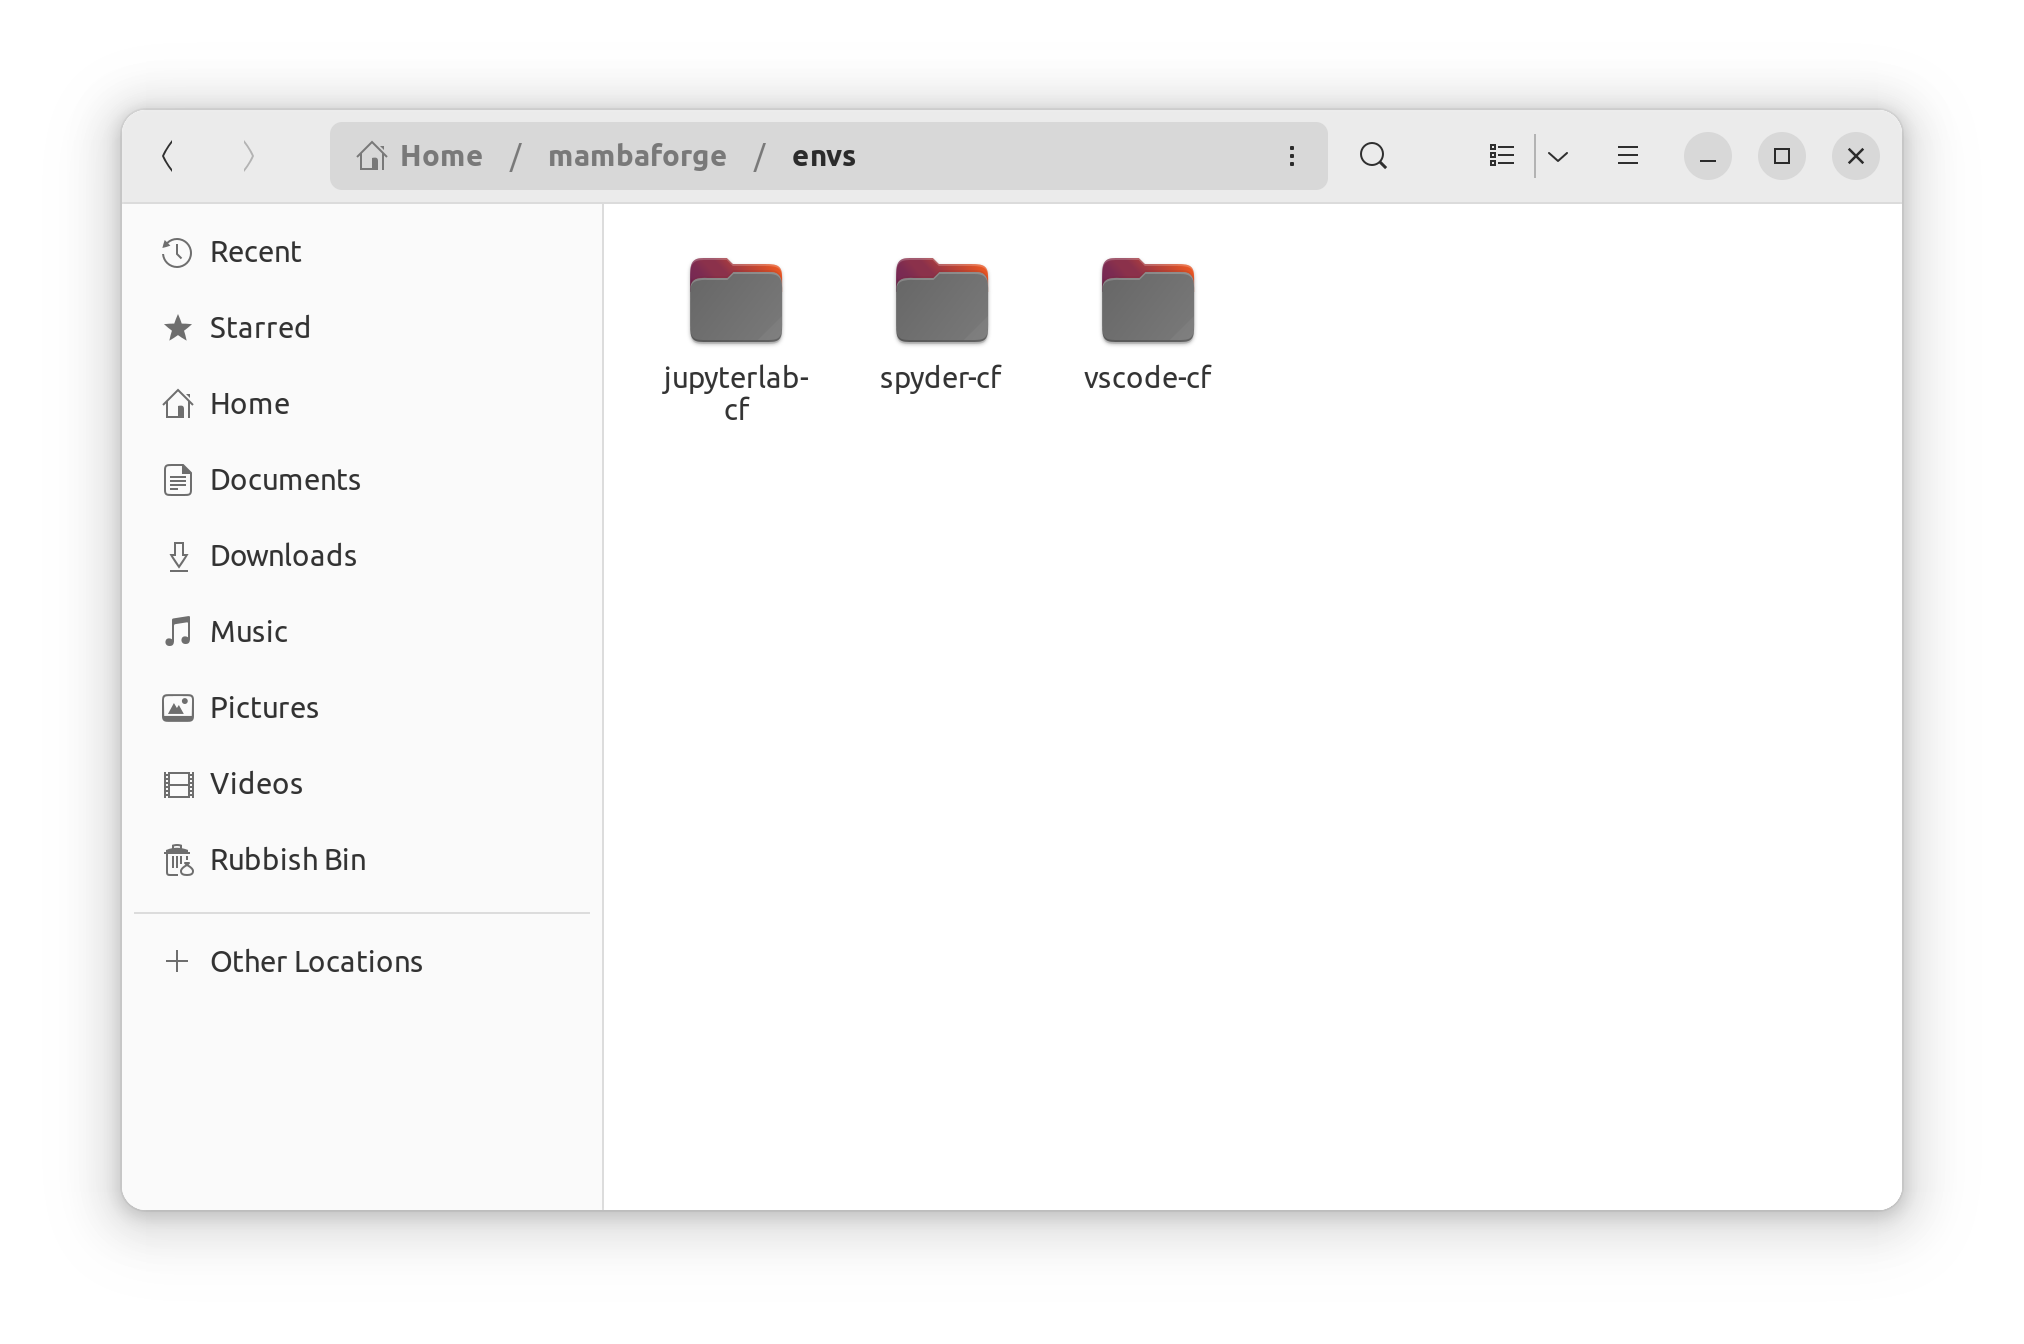 Home / mambaforge / envs
Recent
Starred
Home
Documents
Downloads
Music
Pictures
Videos
Rubbish Bin
Other Locations
jupyterlab-
cf
spyder-cf
vscode-cf